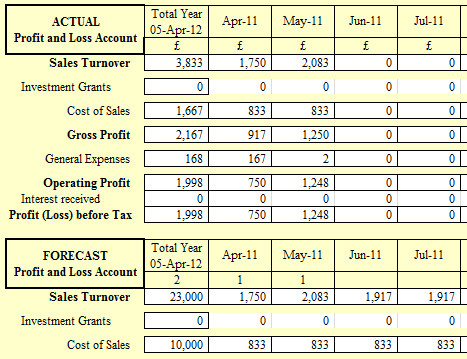 ACTUAL Total Year Apr-11 May-11 Jun-11 Jul-11
Profit and Loss Account 05-Apr-12
£ £ £ £ £
Sales Turnover 3,833 1,750 2,083 0 0
Investment Grants 0 0 0 0 0
Cost of Sales 1,667 833 833 0 0
Gross Profit 2,167 917 1,250 0 0
General Expenses 168 167 2 0 0
Operating Profit 1,998 750 1,248 0 0
Interest received 0 0 0 0 0
Profit (Loss) before Tax 1,998 750 1,248 0 0
FORECAST Total Year Apr-11 May-11 Jun-11 Jul-11
Profit and Loss Account 05-Apr-12
2 1 1
Sales Turnover 23,000 1,750 2,083 1,917 1,917
Investment Grants 0 0 0 0 0
Cost of Sales 10,000 833 833 833 833